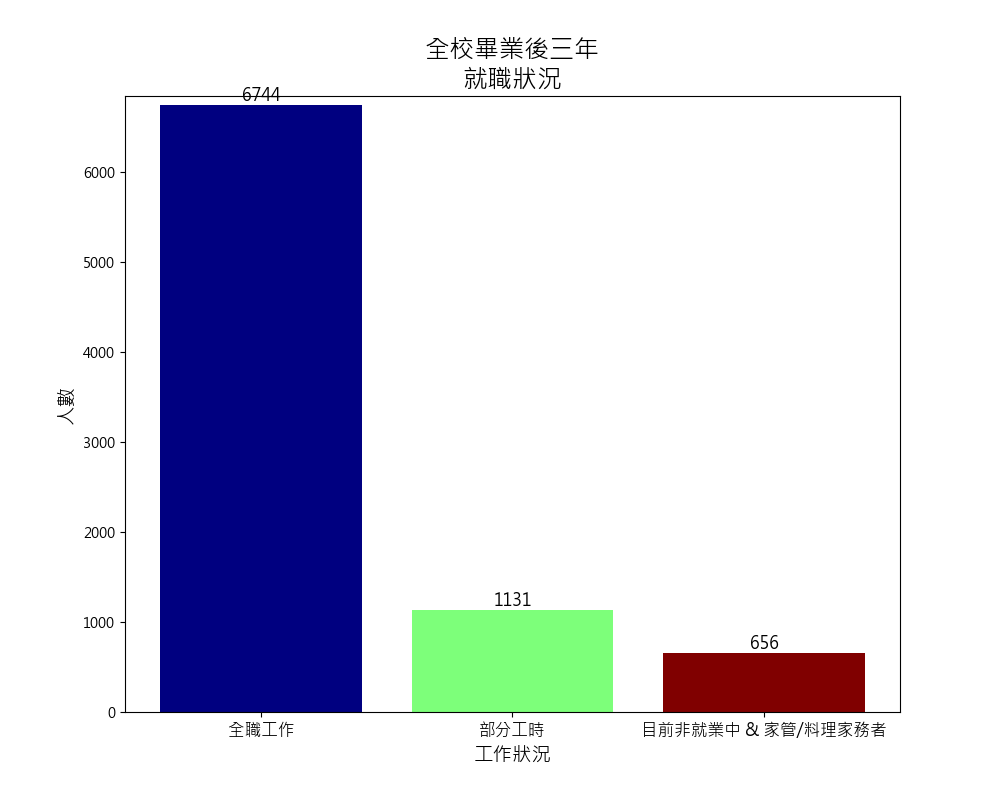 全校畢業後三年
就職狀況
6744
6000
5000
4000
人數
3000
2000
1131
1000
656
0
全職工作
部分工時
目前非就業中 & 家管/料理家務者
工作狀況